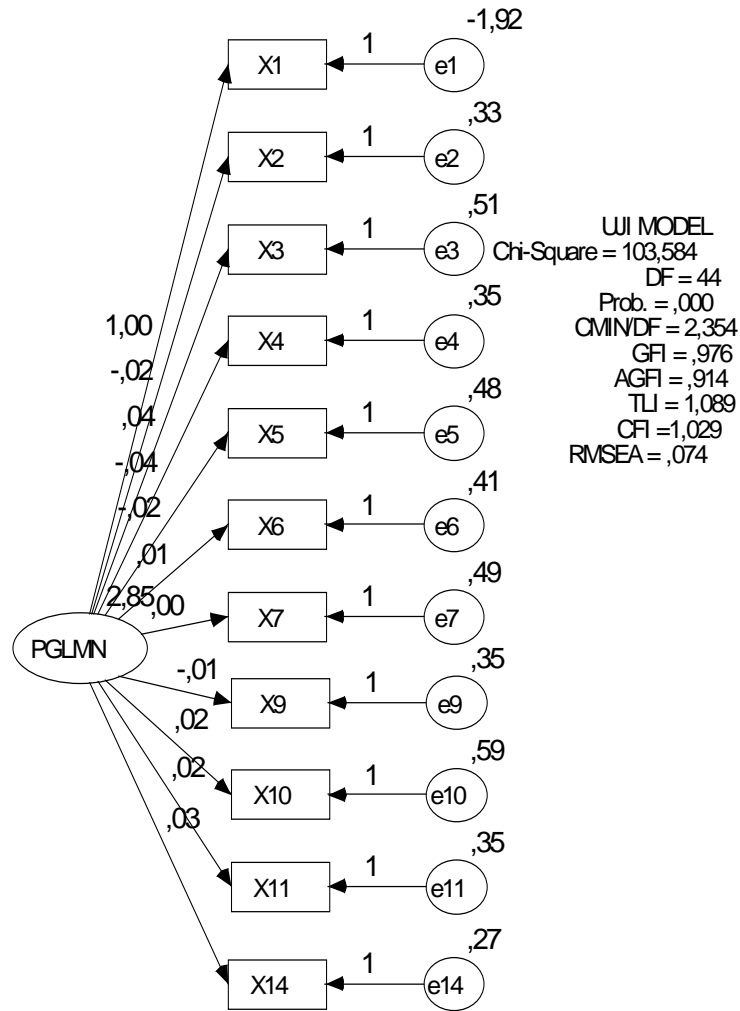 -1,92
X1
1
e1
,33
X2
1
e2
,51
X3
1
e3
,35
X4
1
e4
,48
X5
1
e5
,41
X6
1
e6
,49
X7
1
e7
,35
X9
1
e9
,59
X10
1
e10
,35
X11
1
e11
,27
X14
1
e14
1,00
-,02
,04
-,04
-,02
,01
,00
-,01
,02
,02
,03
2,85
PGLMN
UJI MODEL
Chi-Square = 103,584
DF = 44
Prob. = ,000
CMIN/DF = 2,354
GFI = ,976
AGFI = ,914
TLI = 1,089
CFI =1,029
RMSEA = ,074